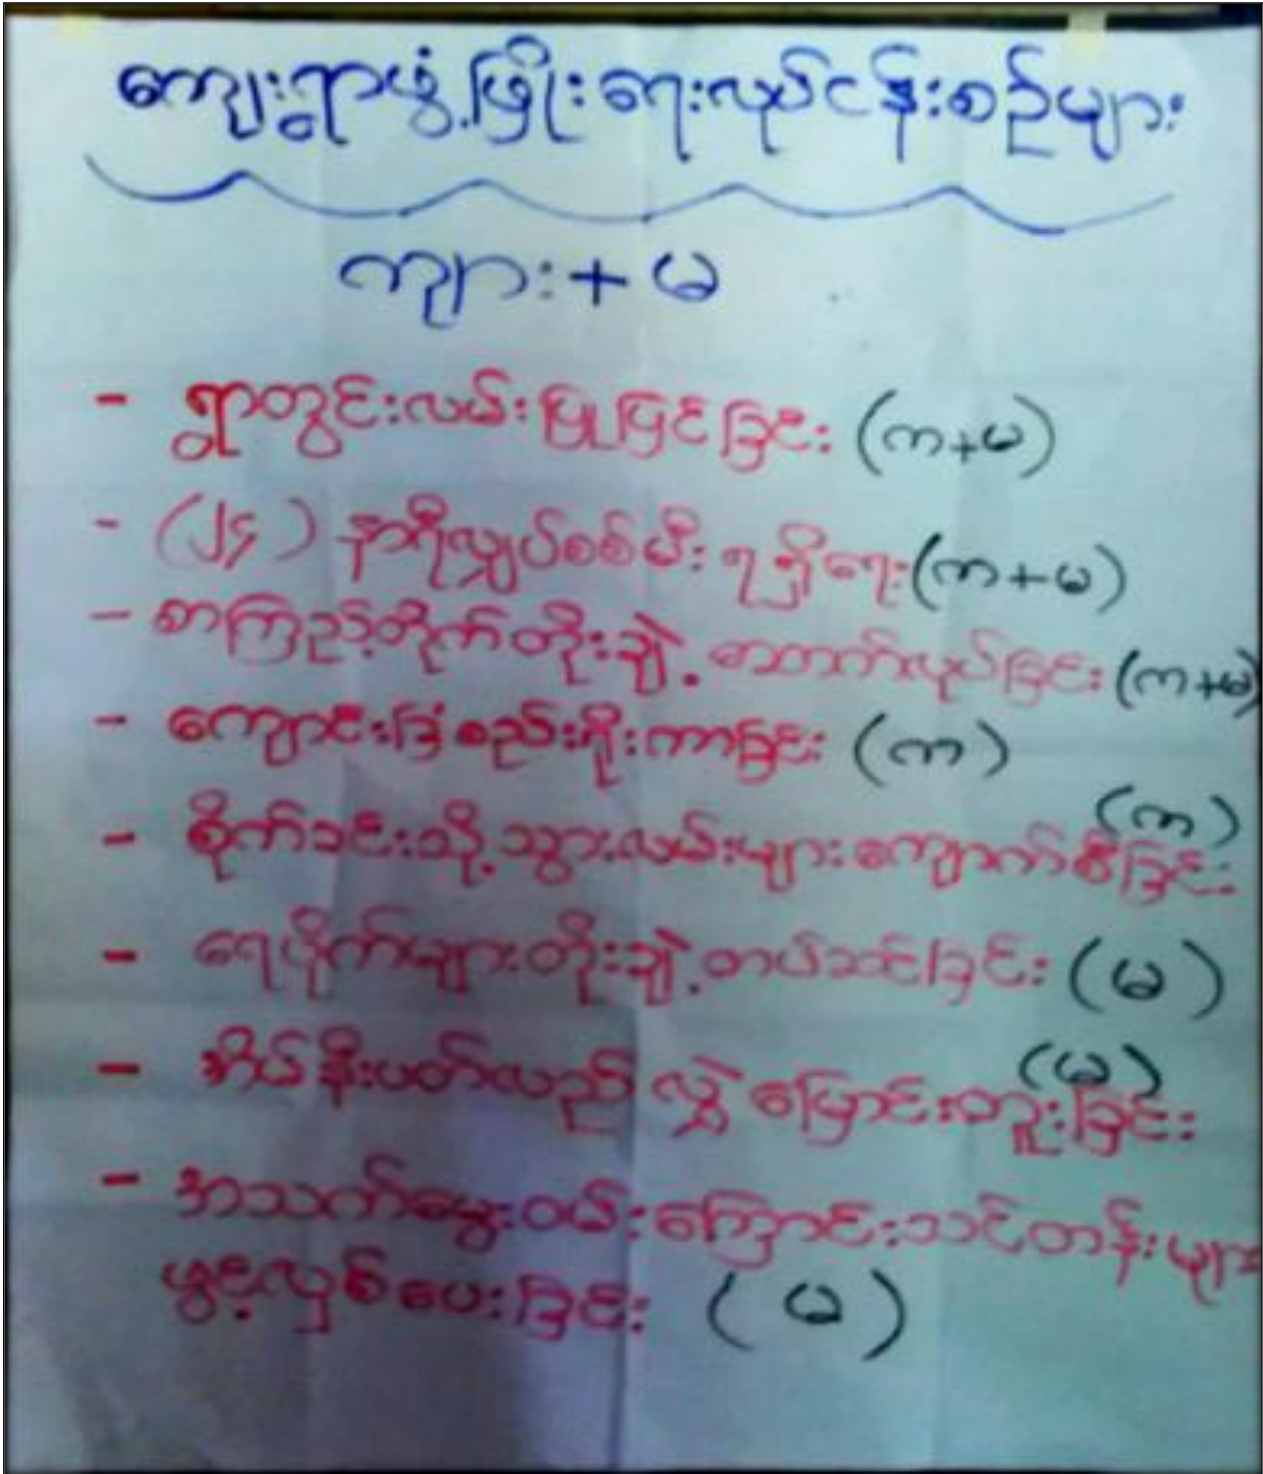 ကျေးရွာဖွံ့ဖြိုးရေးလုပ်ငန်းစဉ်များ
ကျား+မ
- ရွာတွင်းလမ်းပြုပြင်ခြင်း (က+မ)
- (၂၄) နာရီလျှပ်စစ်မီးရရှိရေး (က+မ)
- စာကြည့်တိုက်တိုးချဲ့ဆောက်လုပ်ခြင်း (က+မ)
- ကျောင်းခြံစည်းရိုးကာခြင်း (က)
- စိုက်ခင်းသို့သွားလမ်းများကျောက်စီခြင်း (က)
- ရေပိုက်များတိုးချဲ့တပ်ဆင်ခြင်း (မ)
- အိမ်နီးပတ်လည် လွှဲပြောင်းကူးခြင်း (မ)
- အသက်မွေးဝမ်းကြောင်းသင်တန်းများ
ဖွင့်လှစ်ပေးခြင်း (မ)